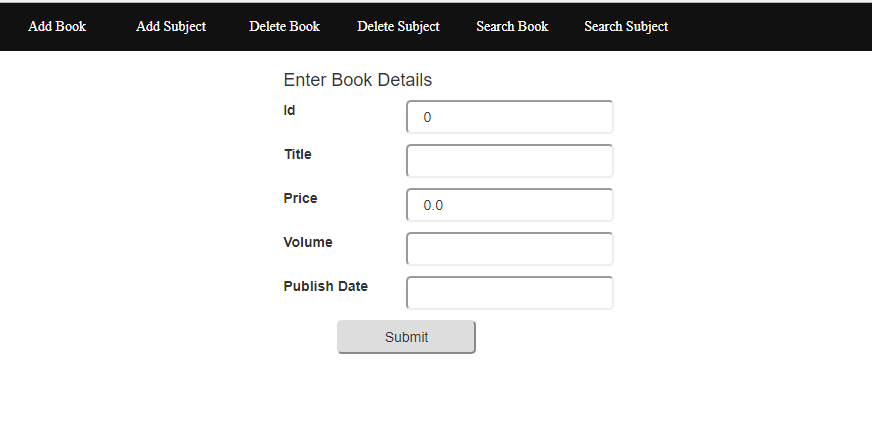 Add Book Add Subject Delete Book Delete Subject Search Book Search Subject
Enter Book Details
Id 0
Title
Price 0.0
Volume
Publish Date
Submit